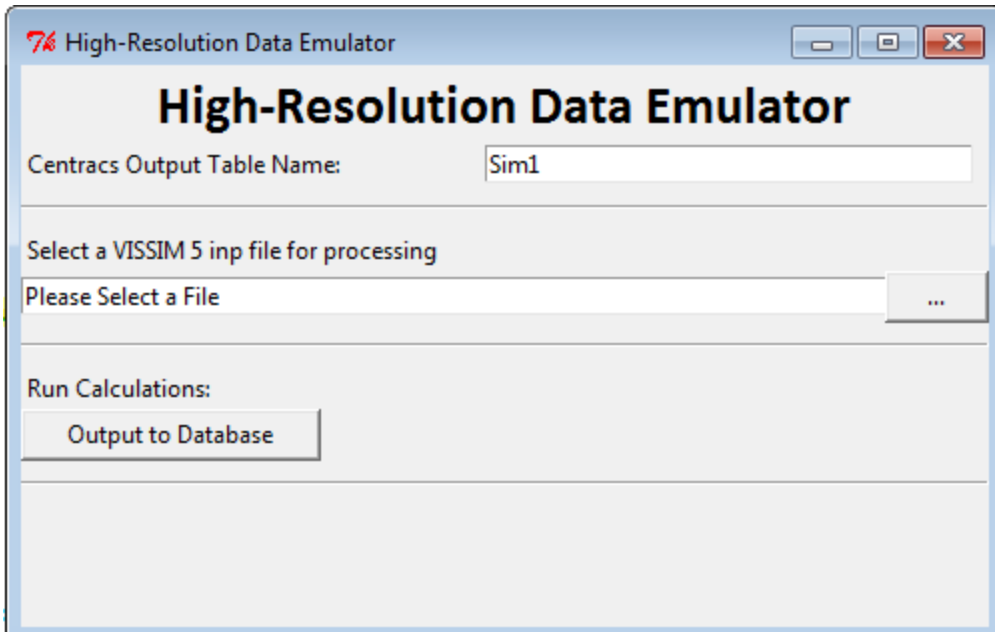 High-Resolution Data Emulator
High-Resolution Data Emulator
Centracs Output Table Name: Sim1
Select a VISSIM 5 inp file for processing
Please Select a File ...
Run Calculations:
Output to Database